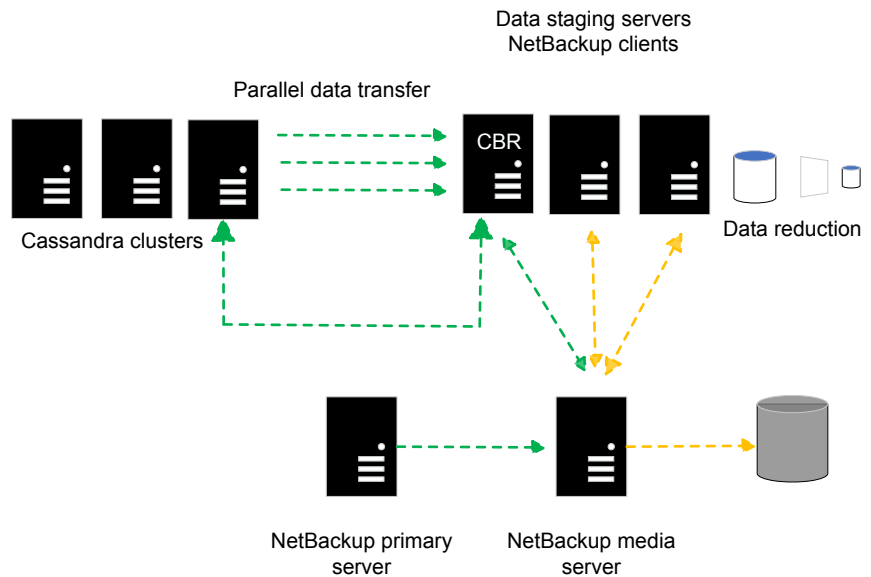 Data staging servers
NetBackup clients
Parallel data transfer
CBR
Cassandra clusters
Data reduction
NetBackup primary
server
NetBackup media
server